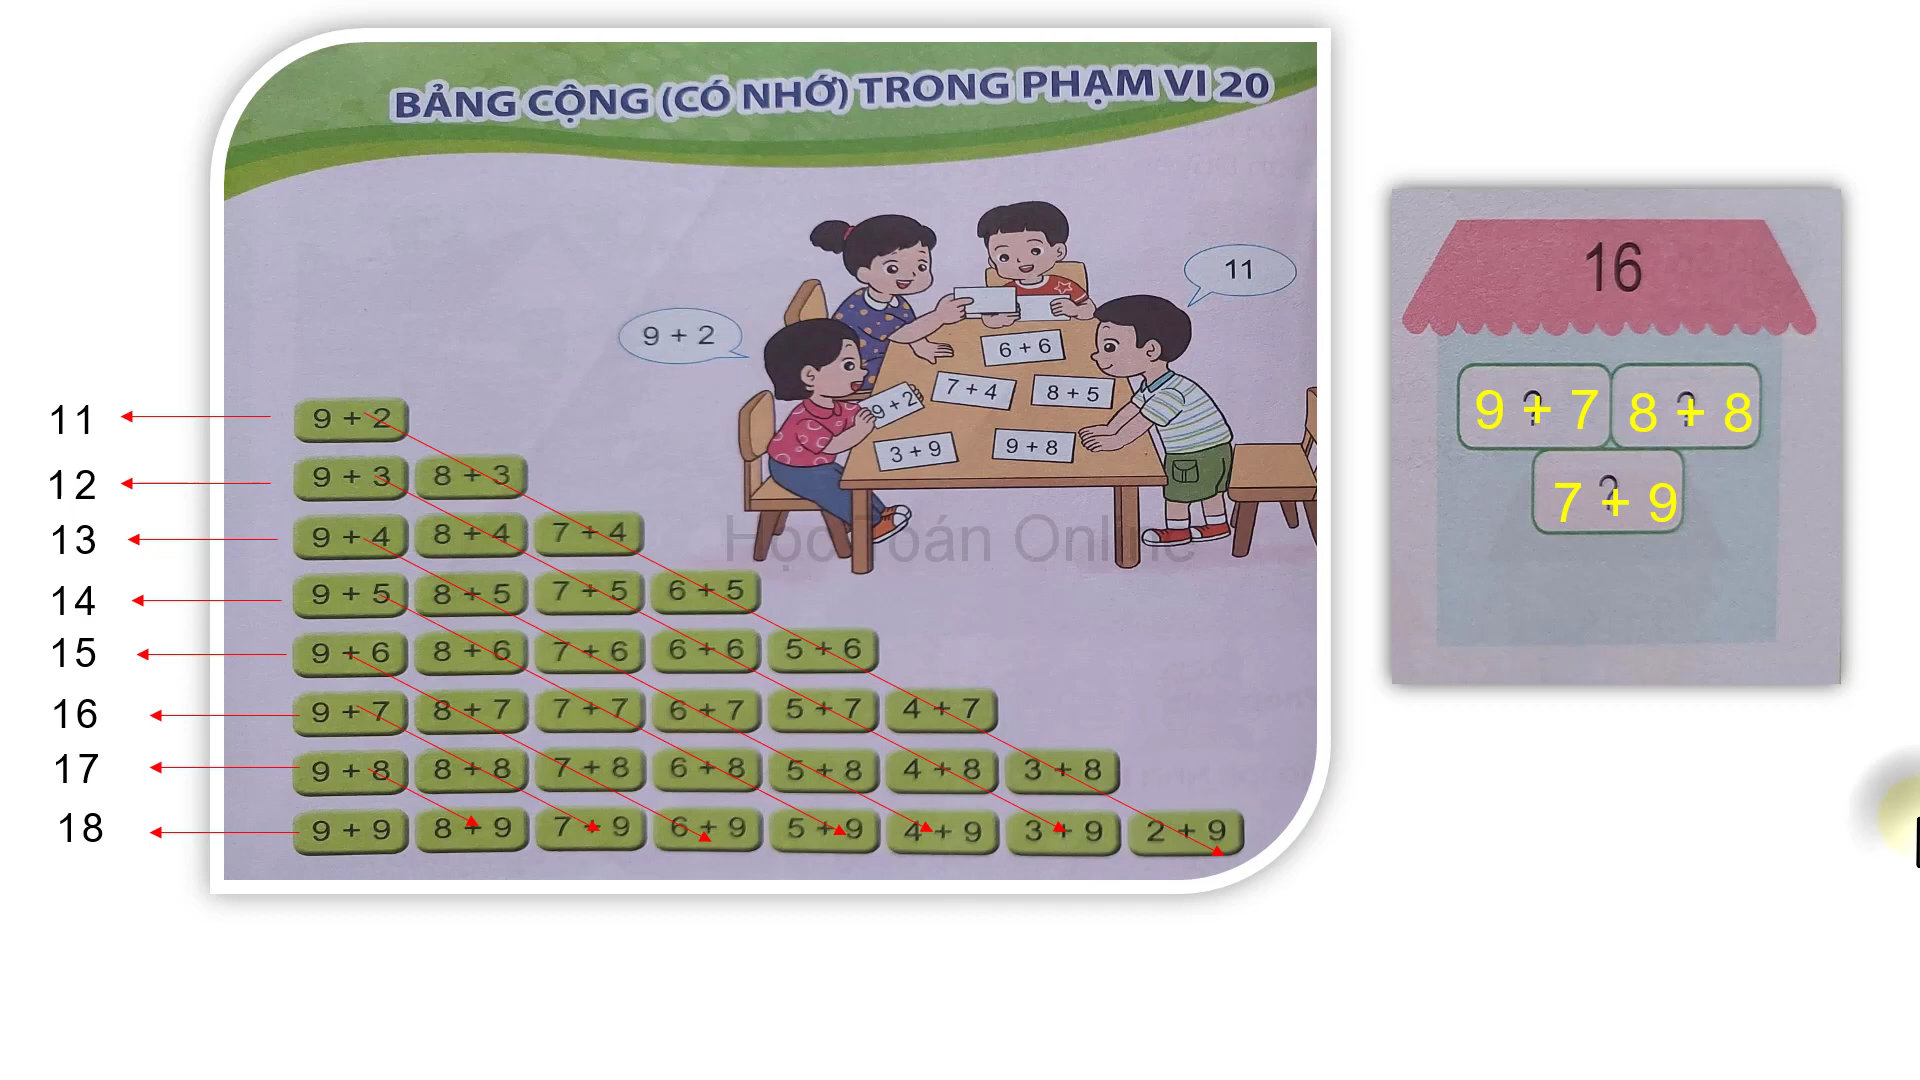 BẢNG CỘNG (CÓ NHỚ) TRONG PHẠM VI 20
11
9 + 2
6 + 6
7 + 4
8 + 5
9 + 2
3 + 9
9 + 8
Học Toán Online
11 9 + 2
12 9 + 3 8 + 3
13 9 + 4 8 + 4 7 + 4
14 9 + 5 8 + 5 7 + 5 6 + 5
15 9 + 6 8 + 6 7 + 6 6 + 6 5 + 6
16 9 + 7 8 + 7 7 + 7 6 + 7 5 + 7 4 + 7
17 9 + 8 8 + 8 7 + 8 6 + 8 5 + 8 4 + 8 3 + 8
18 9 + 9 8 + 9 7 + 9 6 + 9 5 + 9 4 + 9 3 + 9 2 + 9
16
9 + 7 8 + 8
7 + 9